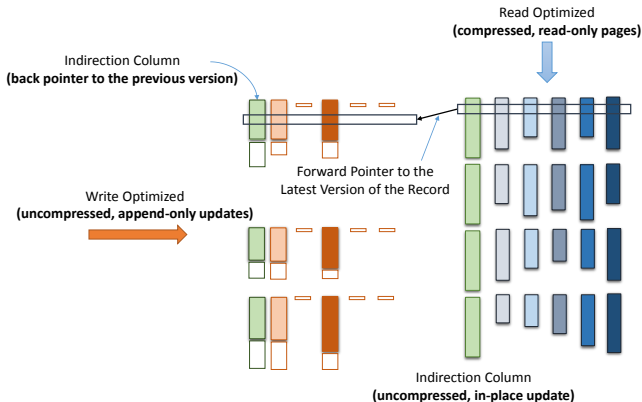 Read Optimized
(compressed, read-only pages)
Indirection Column
(back pointer to the previous version)
Forward Pointer to the
Latest Version of the Record
Write Optimized
(uncompressed, append-only updates)
Indirection Column
(uncompressed, in-place update)